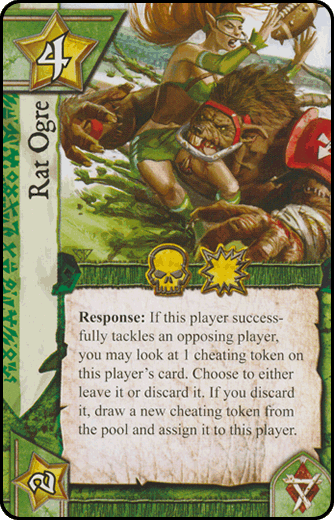 4
Rat Ogre
Response: If this player success-
fully tackles an opposing player,
you may look at 1 cheating token on
this player's card. Choose to either
leave it or discard it. If you discard
it, draw a new cheating token from
the pool and assign it to this player.
2